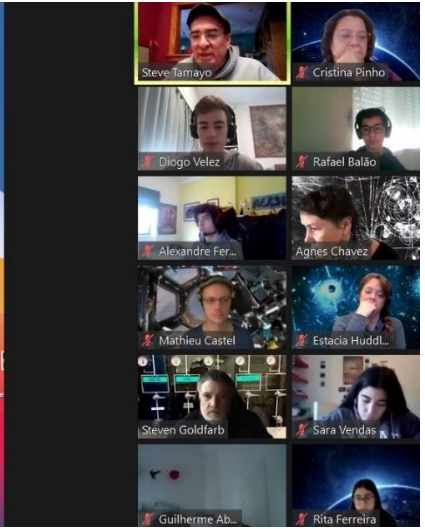 Steve Tamayo
Cristina Pinho
Diogo Velez
Rafael Balão
Alexandre Fer...
Agnes Chavez
Mathieu Castel
Estacia Huddl...
Steven Goldfarb
Sara Vendas
Guilherme Ab...
Rita Ferreira